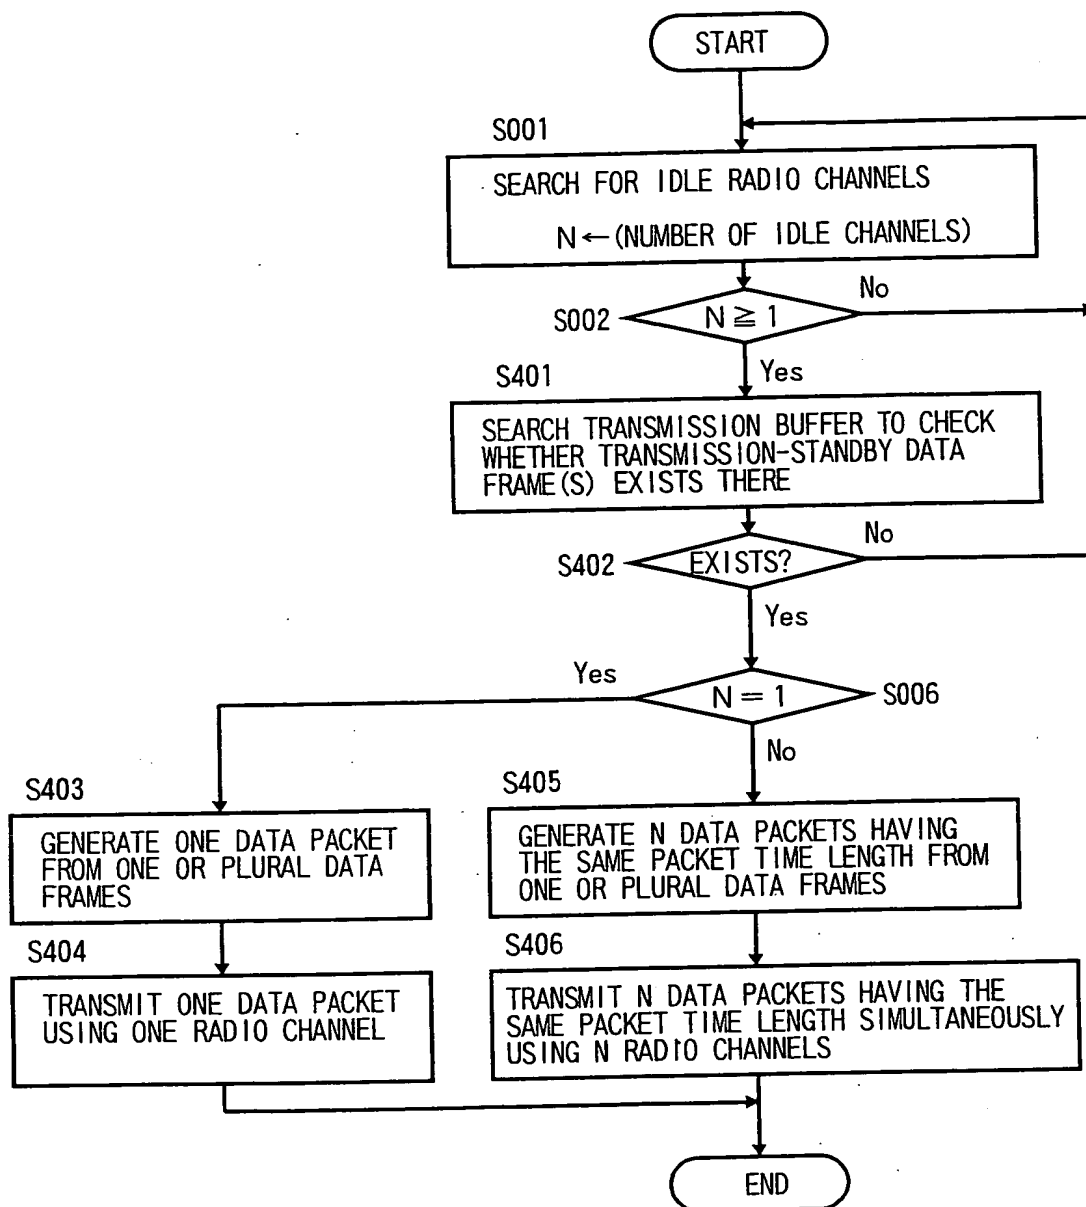 START
S001
SEARCH FOR IDLE RADIO CHANNELS
N←(NUMBER OF IDLE CHANNELS)
No
S002
N≧1
Yes
S401
SEARCH TRANSMISSION BUFFER TO CHECK
WHETHER TRANSMISSION-STANDBY DATA
FRAME(S) EXISTS THERE
No
S402
EXISTS?
Yes
Yes
N=1
S006
No
S403
GENERATE ONE DATA PACKET
FROM ONE OR PLURAL DATA
FRAMES
S405
GENERATE N DATA PACKETS HAVING
THE SAME PACKET TIME LENGTH FROM
ONE OR PLURAL DATA FRAMES
S404
TRANSMIT ONE DATA PACKET
USING ONE RADIO CHANNEL
S406
TRANSMIT N DATA PACKETS HAVING THE
SAME PACKET TIME LENGTH SIMULTANEOUSLY
USING N RADIO CHANNELS
END